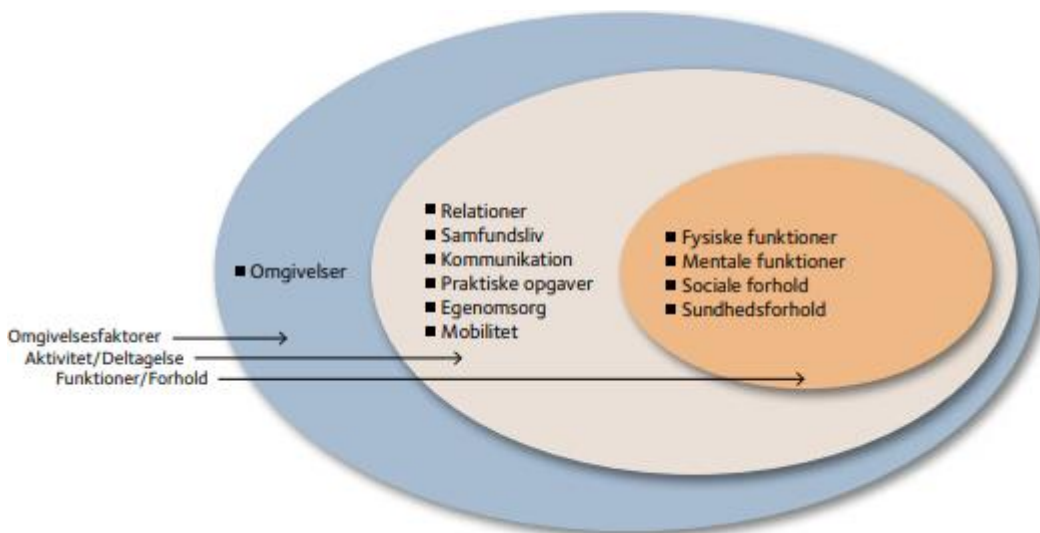 ■ Relationer
■ Samfundsliv
■ Kommunikation
■ Praktiske opgaver
■ Egenomsorg
■ Mobilitet
■ Fysiske funktioner
■ Mentale funktioner
■ Sociale forhold
■ Sundhedsforhold
■ Omgivelser
Omgivelsesfaktorer
Aktivitet/Deltagelse
Funktioner/Forhold